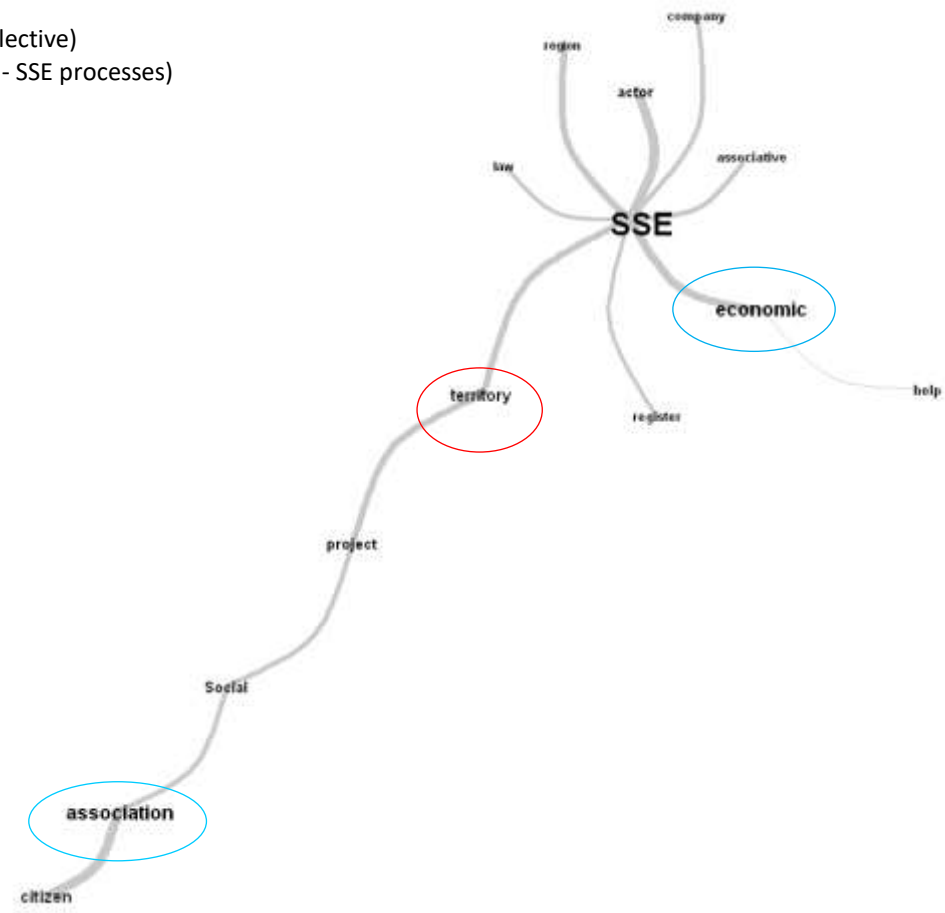 lective)
- SSE processes)
company
region
actor
associative
law
SSE
economic
help
territory
register
project
Social
association
citizen